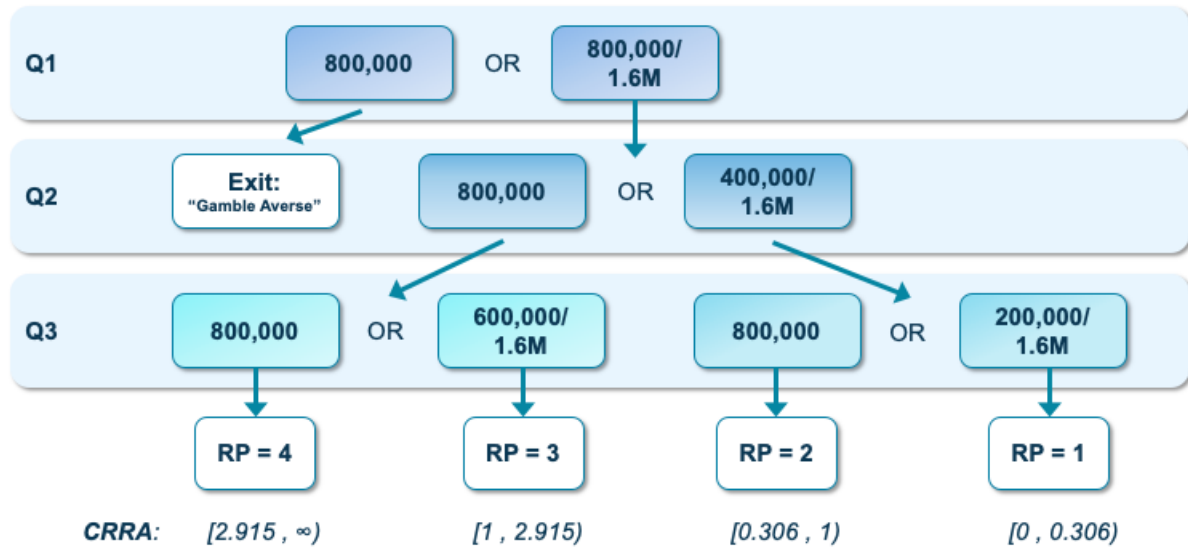 Q1
800,000
OR
800,000/
1.6M
Q2
Exit:
“Gamble Averse”
800,000
OR
400,000/
1.6M
Q3
800,000
OR
600,000/
1.6M
800,000
OR
200,000/
1.6M
RP = 4
RP = 3
RP = 2
RP = 1
CRRA: [2.915 , ∞) [1 , 2.915) [0.306 , 1) [0 , 0.306)